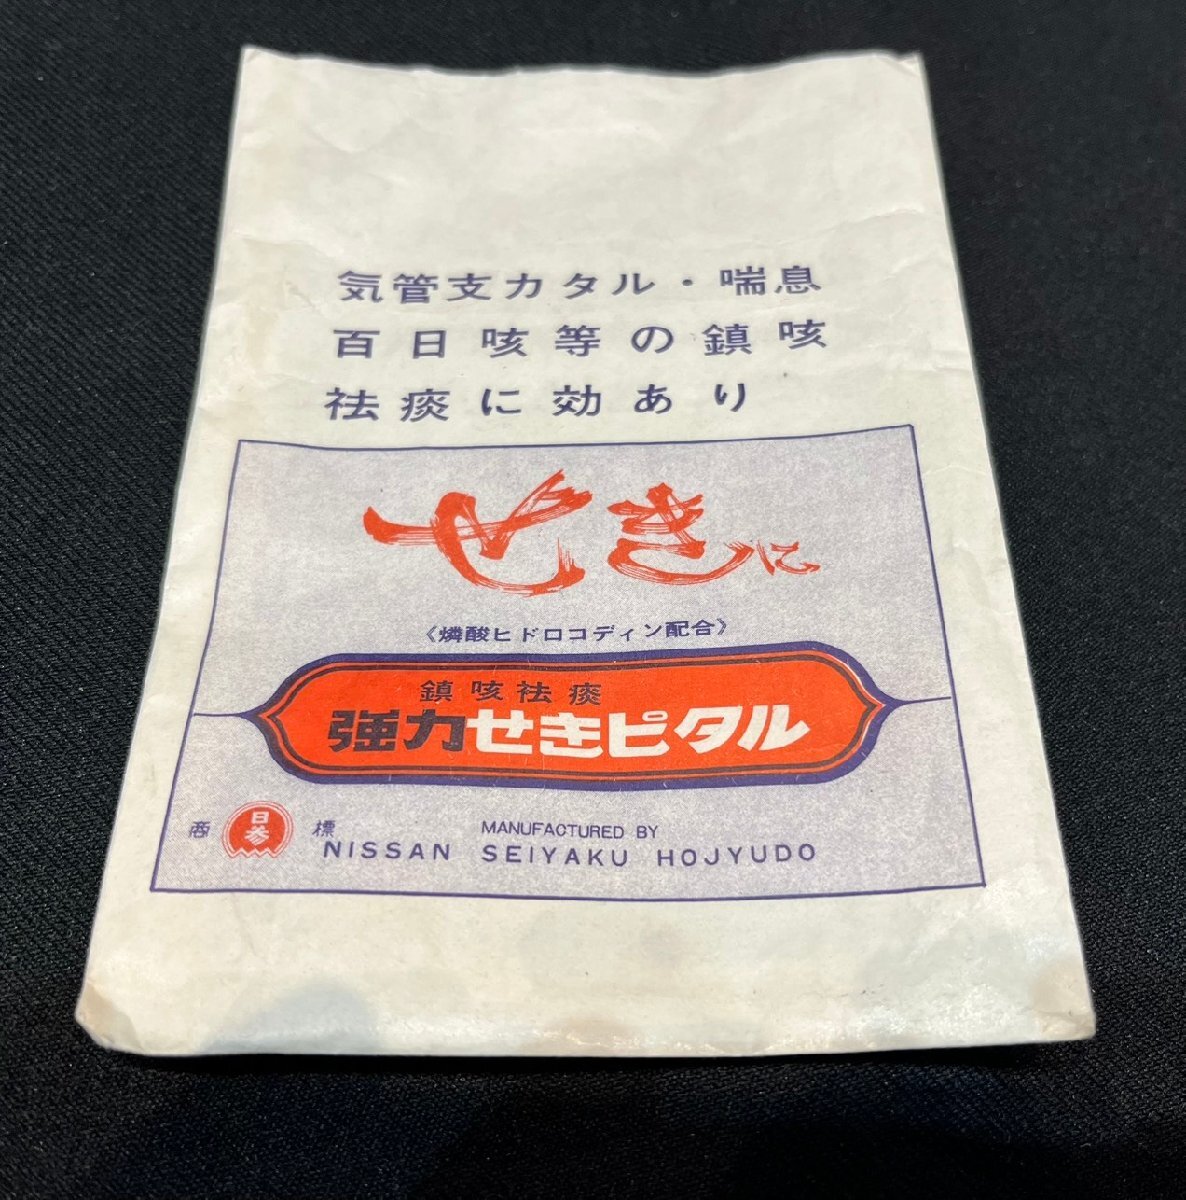 気管支カタル・喘息
百日咳等の鎮咳
祛痰に効あり
せきに
《燐酸ヒドロコディン配合》
鎮咳祛痰
強力せきピタル
商 日参 標
MANUFACTURED BY
NISSAN SEIYAKU HOJYUDO